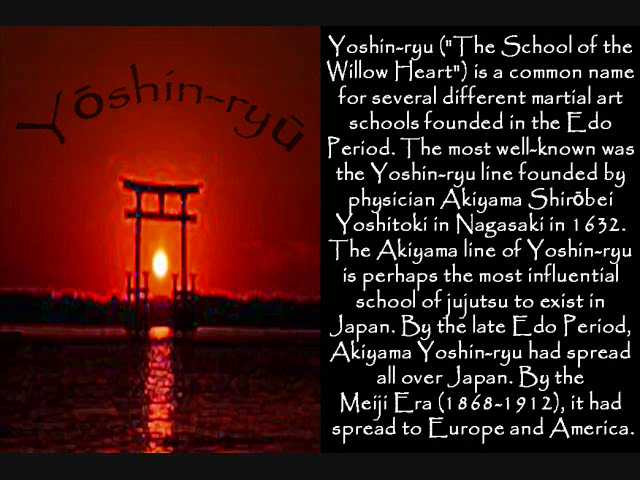 Yōshin-ryū
Yoshin-ryu ("The School of the
Willow Heart") is a common name
for several different martial art
schools founded in the Edo
Period. The most well-known was
the Yoshin-ryu line founded by
physician Akiyama Shirōbei
Yoshitoki in Nagasaki in 1632.
The Akiyama line of Yoshin-ryu
is perhaps the most influential
school of jujutsu to exist in
Japan. By the late Edo Period,
Akiyama Yoshin-ryu had spread
all over Japan. By the
Meiji Era (1868-1912), it had
spread to Europe and America.